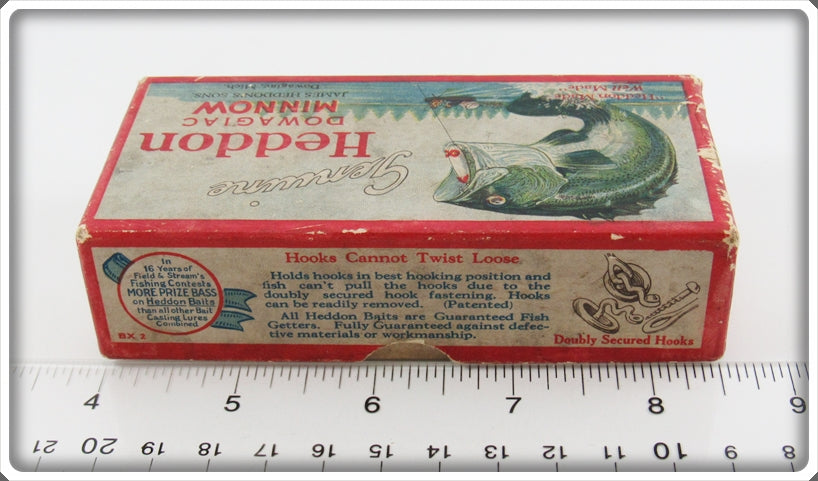 Genuine
Heddon
DOWAGIAC
MINNOW
JAMES HEDDON'S SONS
Dowagiac, Mich.
"Heddon Made
Well Made"
In
16 Years of
Field & Stream's
Fishing Contests
MORE PRIZE BASS
on Heddon Baits
than all other Bait
Casting Lures
Combined
BX 2
Hooks Cannot Twist Loose
Holds hooks in best hooking position and
fish can't pull the hooks due to the
doubly secured hook fastening. Hooks
can be readily removed. (Patented)
All Heddon Baits are Guaranteed Fish
Getters. Fully Guaranteed against defec-
tive materials or workmanship.
Doubly Secured Hooks
4 5 6 7 8 9
21 20 19 18 17 16 15 14 13 12 11 10 9 8